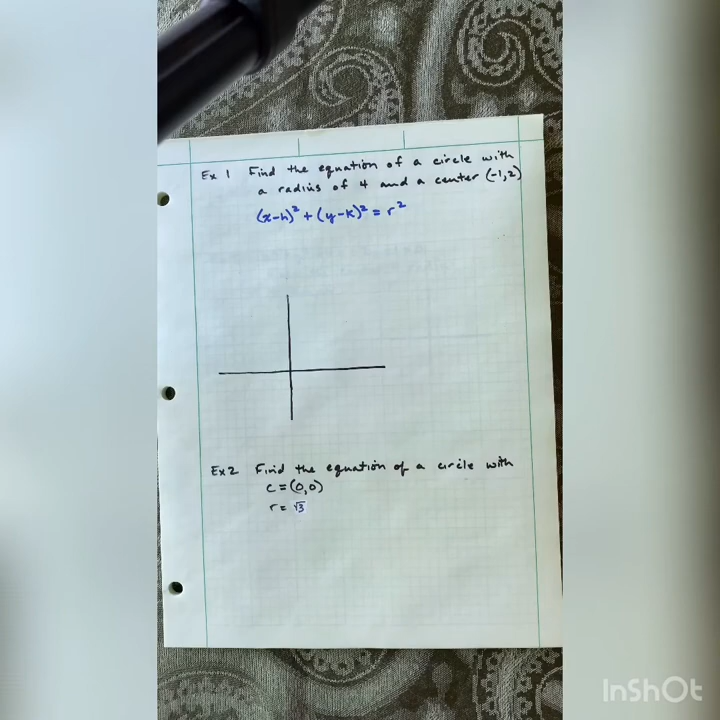 Ex 1 Find the equation of a circle with
a radius of 4 and a center (-1,2)
(x-h)² + (y-k)² = r²
Ex 2 Find the equation of a circle with
c = (0,0)
r = √3
InShOt